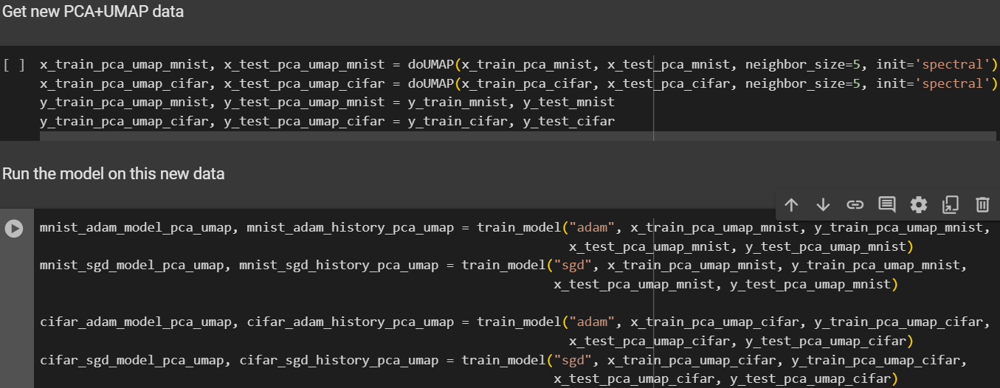 Get new PCA+UMAP data
[ ] x_train_pca_umap_mnist, x_test_pca_umap_mnist = doUMAP(x_train_pca_mnist, x_test_pca_mnist, neighbor_size=5, init='spectral')
x_train_pca_umap_cifar, x_test_pca_umap_cifar = doUMAP(x_train_pca_cifar, x_test_pca_cifar, neighbor_size=5, init='spectral')
y_train_pca_umap_mnist, y_test_pca_umap_mnist = y_train_mnist, y_test_mnist
y_train_pca_umap_cifar, y_test_pca_umap_cifar = y_train_cifar, y_test_cifar
Run the model on this new data
mnist_adam_model_pca_umap, mnist_adam_history_pca_umap = train_model("adam", x_train_pca_umap_mnist, y_train_pca_umap_mnist,
x_test_pca_umap_mnist, y_test_pca_umap_mnist)
mnist_sgd_model_pca_umap, mnist_sgd_history_pca_umap = train_model("sgd", x_train_pca_umap_mnist, y_train_pca_umap_mnist,
x_test_pca_umap_mnist, y_test_pca_umap_mnist)
cifar_adam_model_pca_umap, cifar_adam_history_pca_umap = train_model("adam", x_train_pca_umap_cifar, y_train_pca_umap_cifar,
x_test_pca_umap_cifar, y_test_pca_umap_cifar)
cifar_sgd_model_pca_umap, cifar_sgd_history_pca_umap = train_model("sgd", x_train_pca_umap_cifar, y_train_pca_umap_cifar,
x_test_pca_umap_cifar, y_test_pca_umap_cifar)